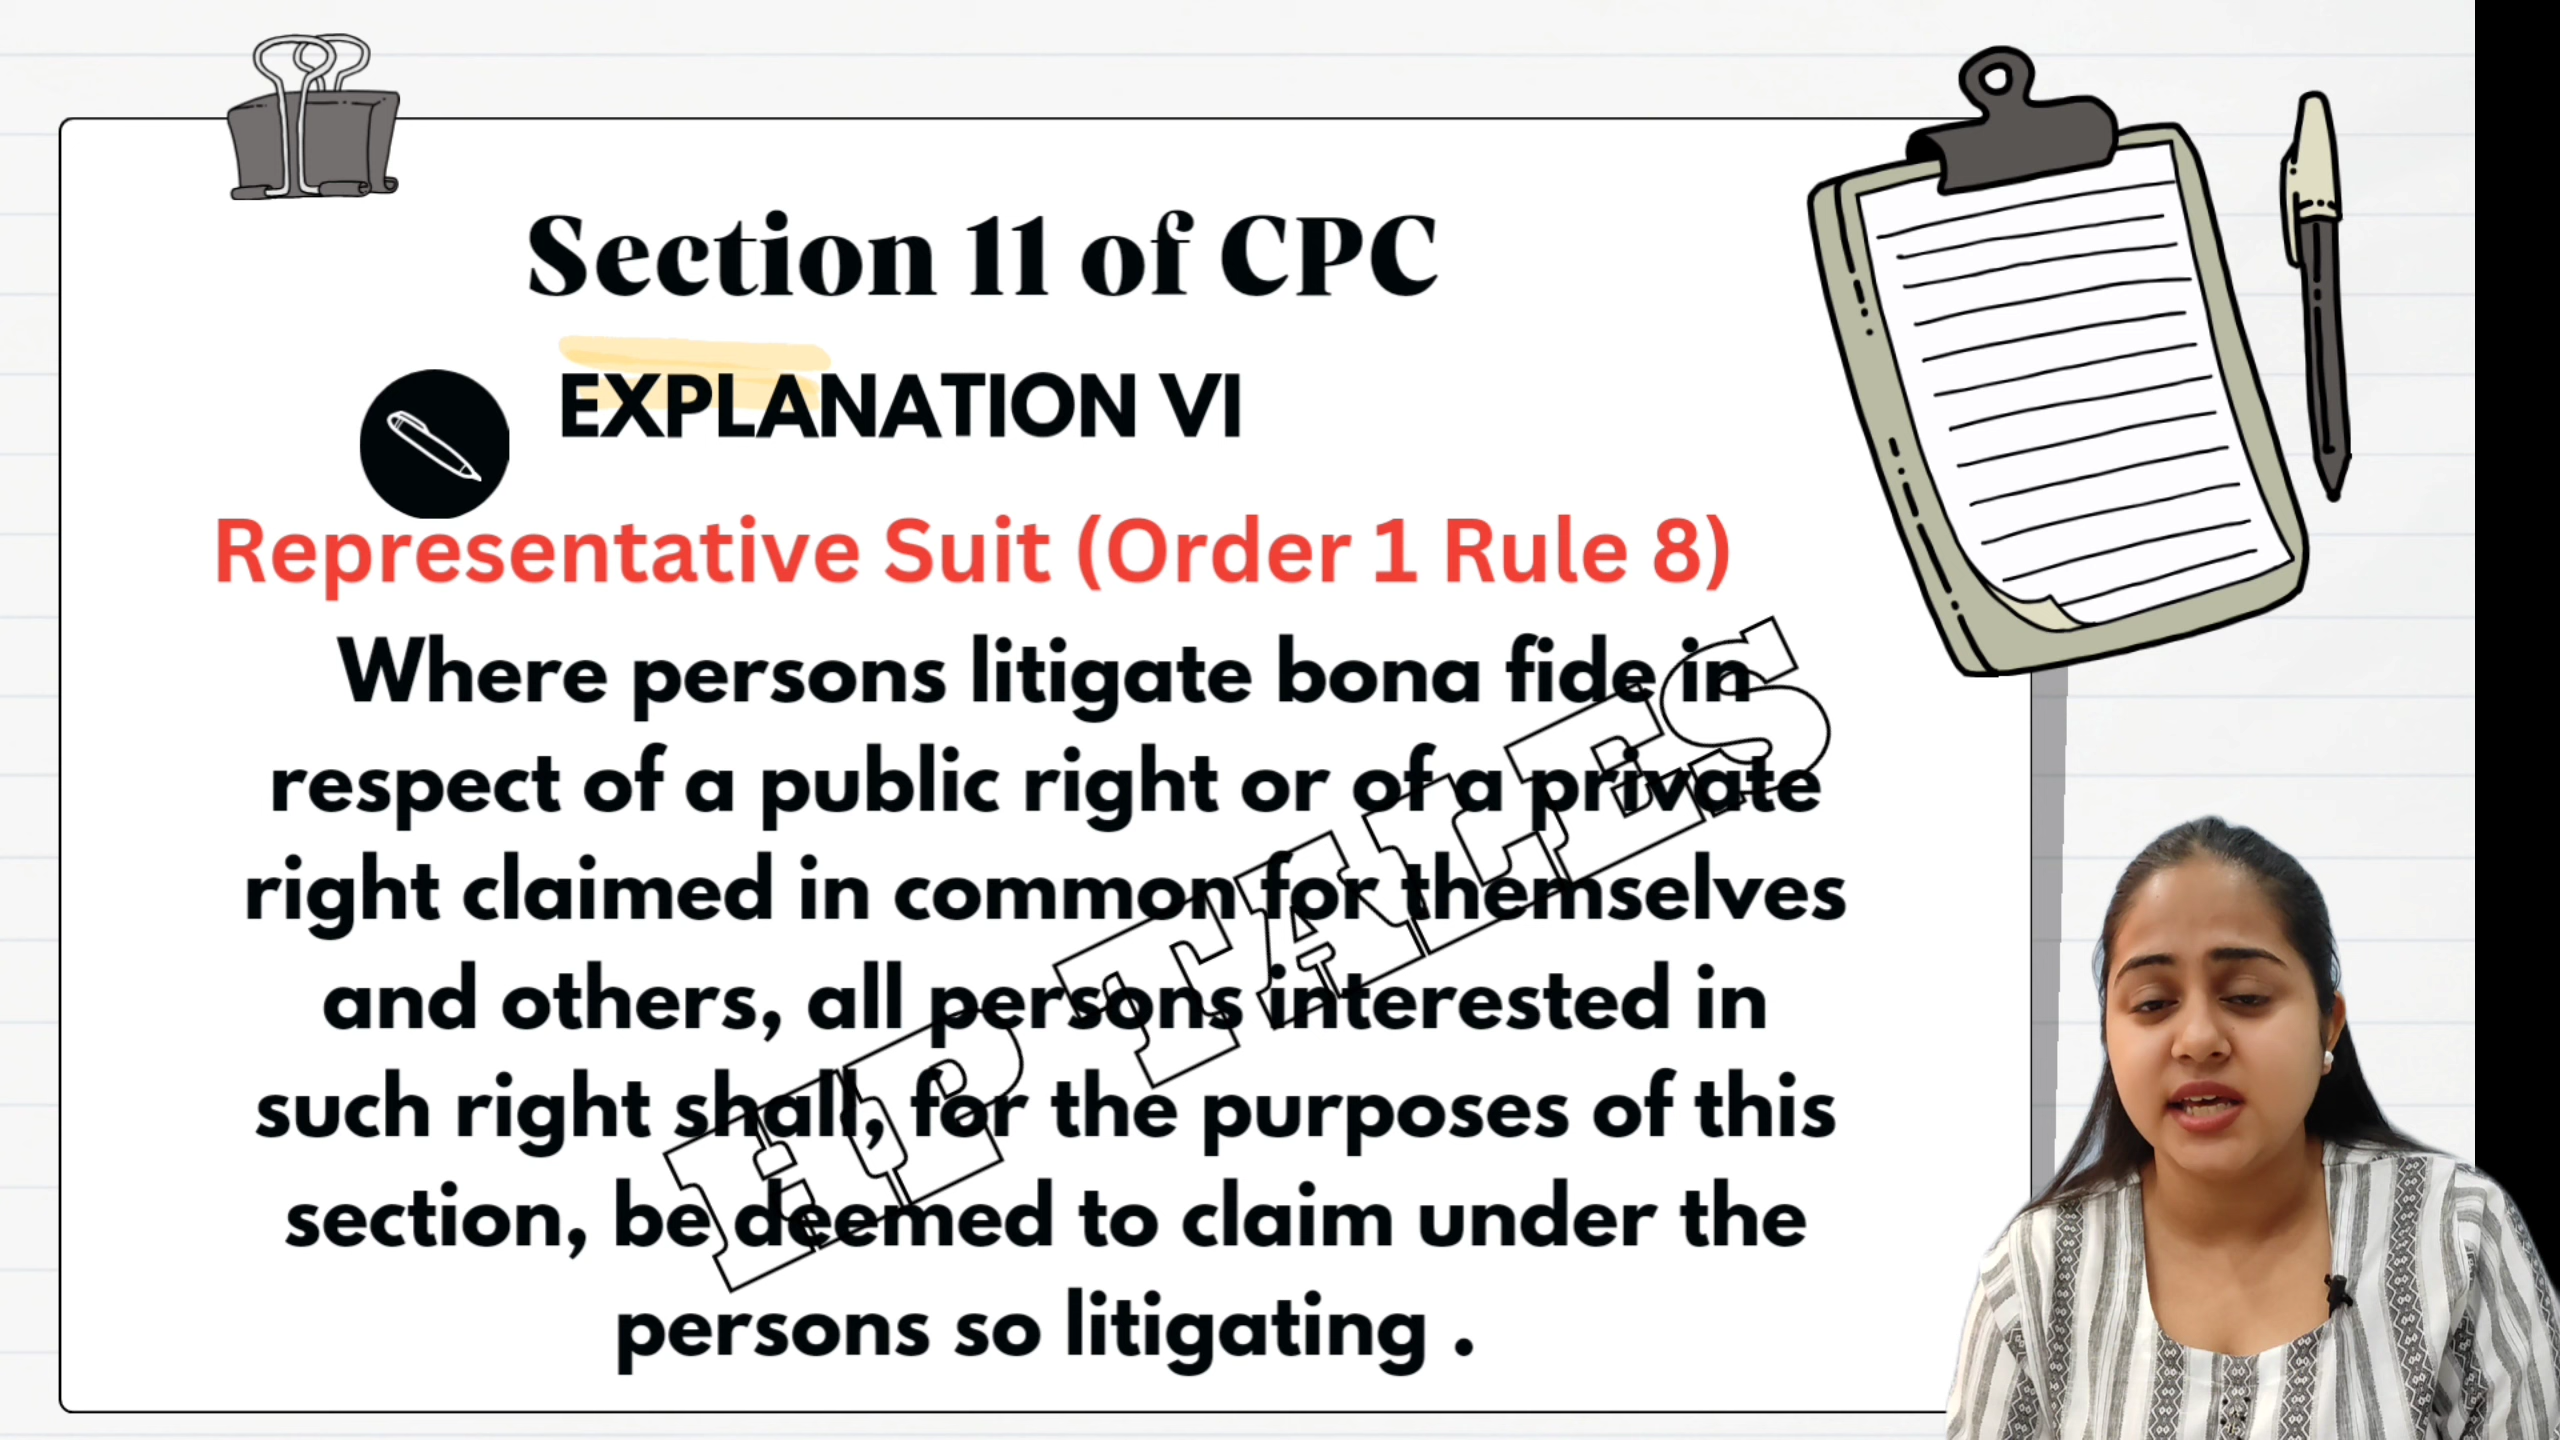 Section 11 of CPC
EXPLANATION VI
Representative Suit (Order 1 Rule 8)
Where persons litigate bona fide in
respect of a public right or of a private
right claimed in common for themselves
and others, all persons interested in
such right shall, for the purposes of this
section, be deemed to claim under the
persons so litigating .
HP TALES